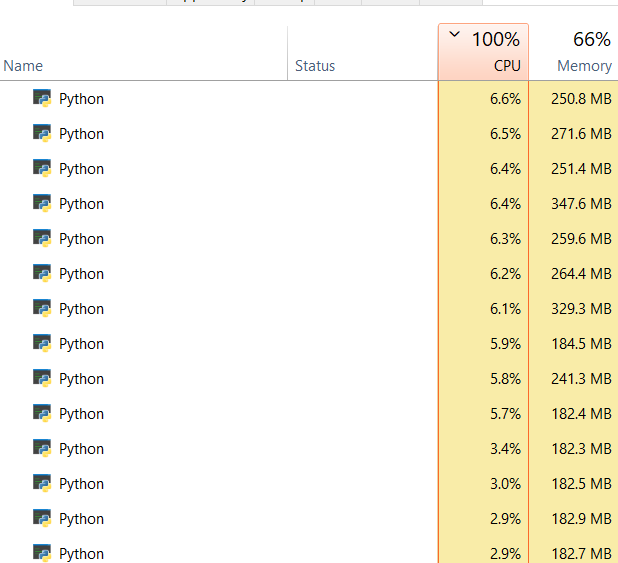 100% 66%
Name Status CPU Memory
Python 6.6% 250.8 MB
Python 6.5% 271.6 MB
Python 6.4% 251.4 MB
Python 6.4% 347.6 MB
Python 6.3% 259.6 MB
Python 6.2% 264.4 MB
Python 6.1% 329.3 MB
Python 5.9% 184.5 MB
Python 5.8% 241.3 MB
Python 5.7% 182.4 MB
Python 3.4% 182.3 MB
Python 3.0% 182.5 MB
Python 2.9% 182.9 MB
Python 2.9% 182.7 MB